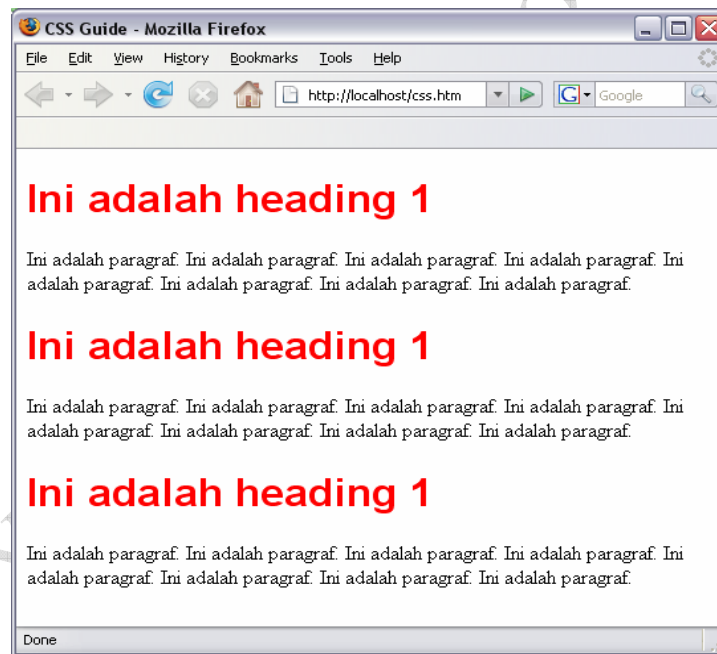 CSS Guide - Mozilla Firefox
File Edit View History Bookmarks Tools Help
http://localhost/css.htm G Google
Ini adalah heading 1
Ini adalah paragraf. Ini adalah paragraf. Ini adalah paragraf. Ini adalah paragraf. Ini
adalah paragraf. Ini adalah paragraf. Ini adalah paragraf. Ini adalah paragraf.
Ini adalah heading 1
Ini adalah paragraf. Ini adalah paragraf. Ini adalah paragraf. Ini adalah paragraf. Ini
adalah paragraf. Ini adalah paragraf. Ini adalah paragraf. Ini adalah paragraf.
Ini adalah heading 1
Ini adalah paragraf. Ini adalah paragraf. Ini adalah paragraf. Ini adalah paragraf. Ini
adalah paragraf. Ini adalah paragraf. Ini adalah paragraf. Ini adalah paragraf.
Done